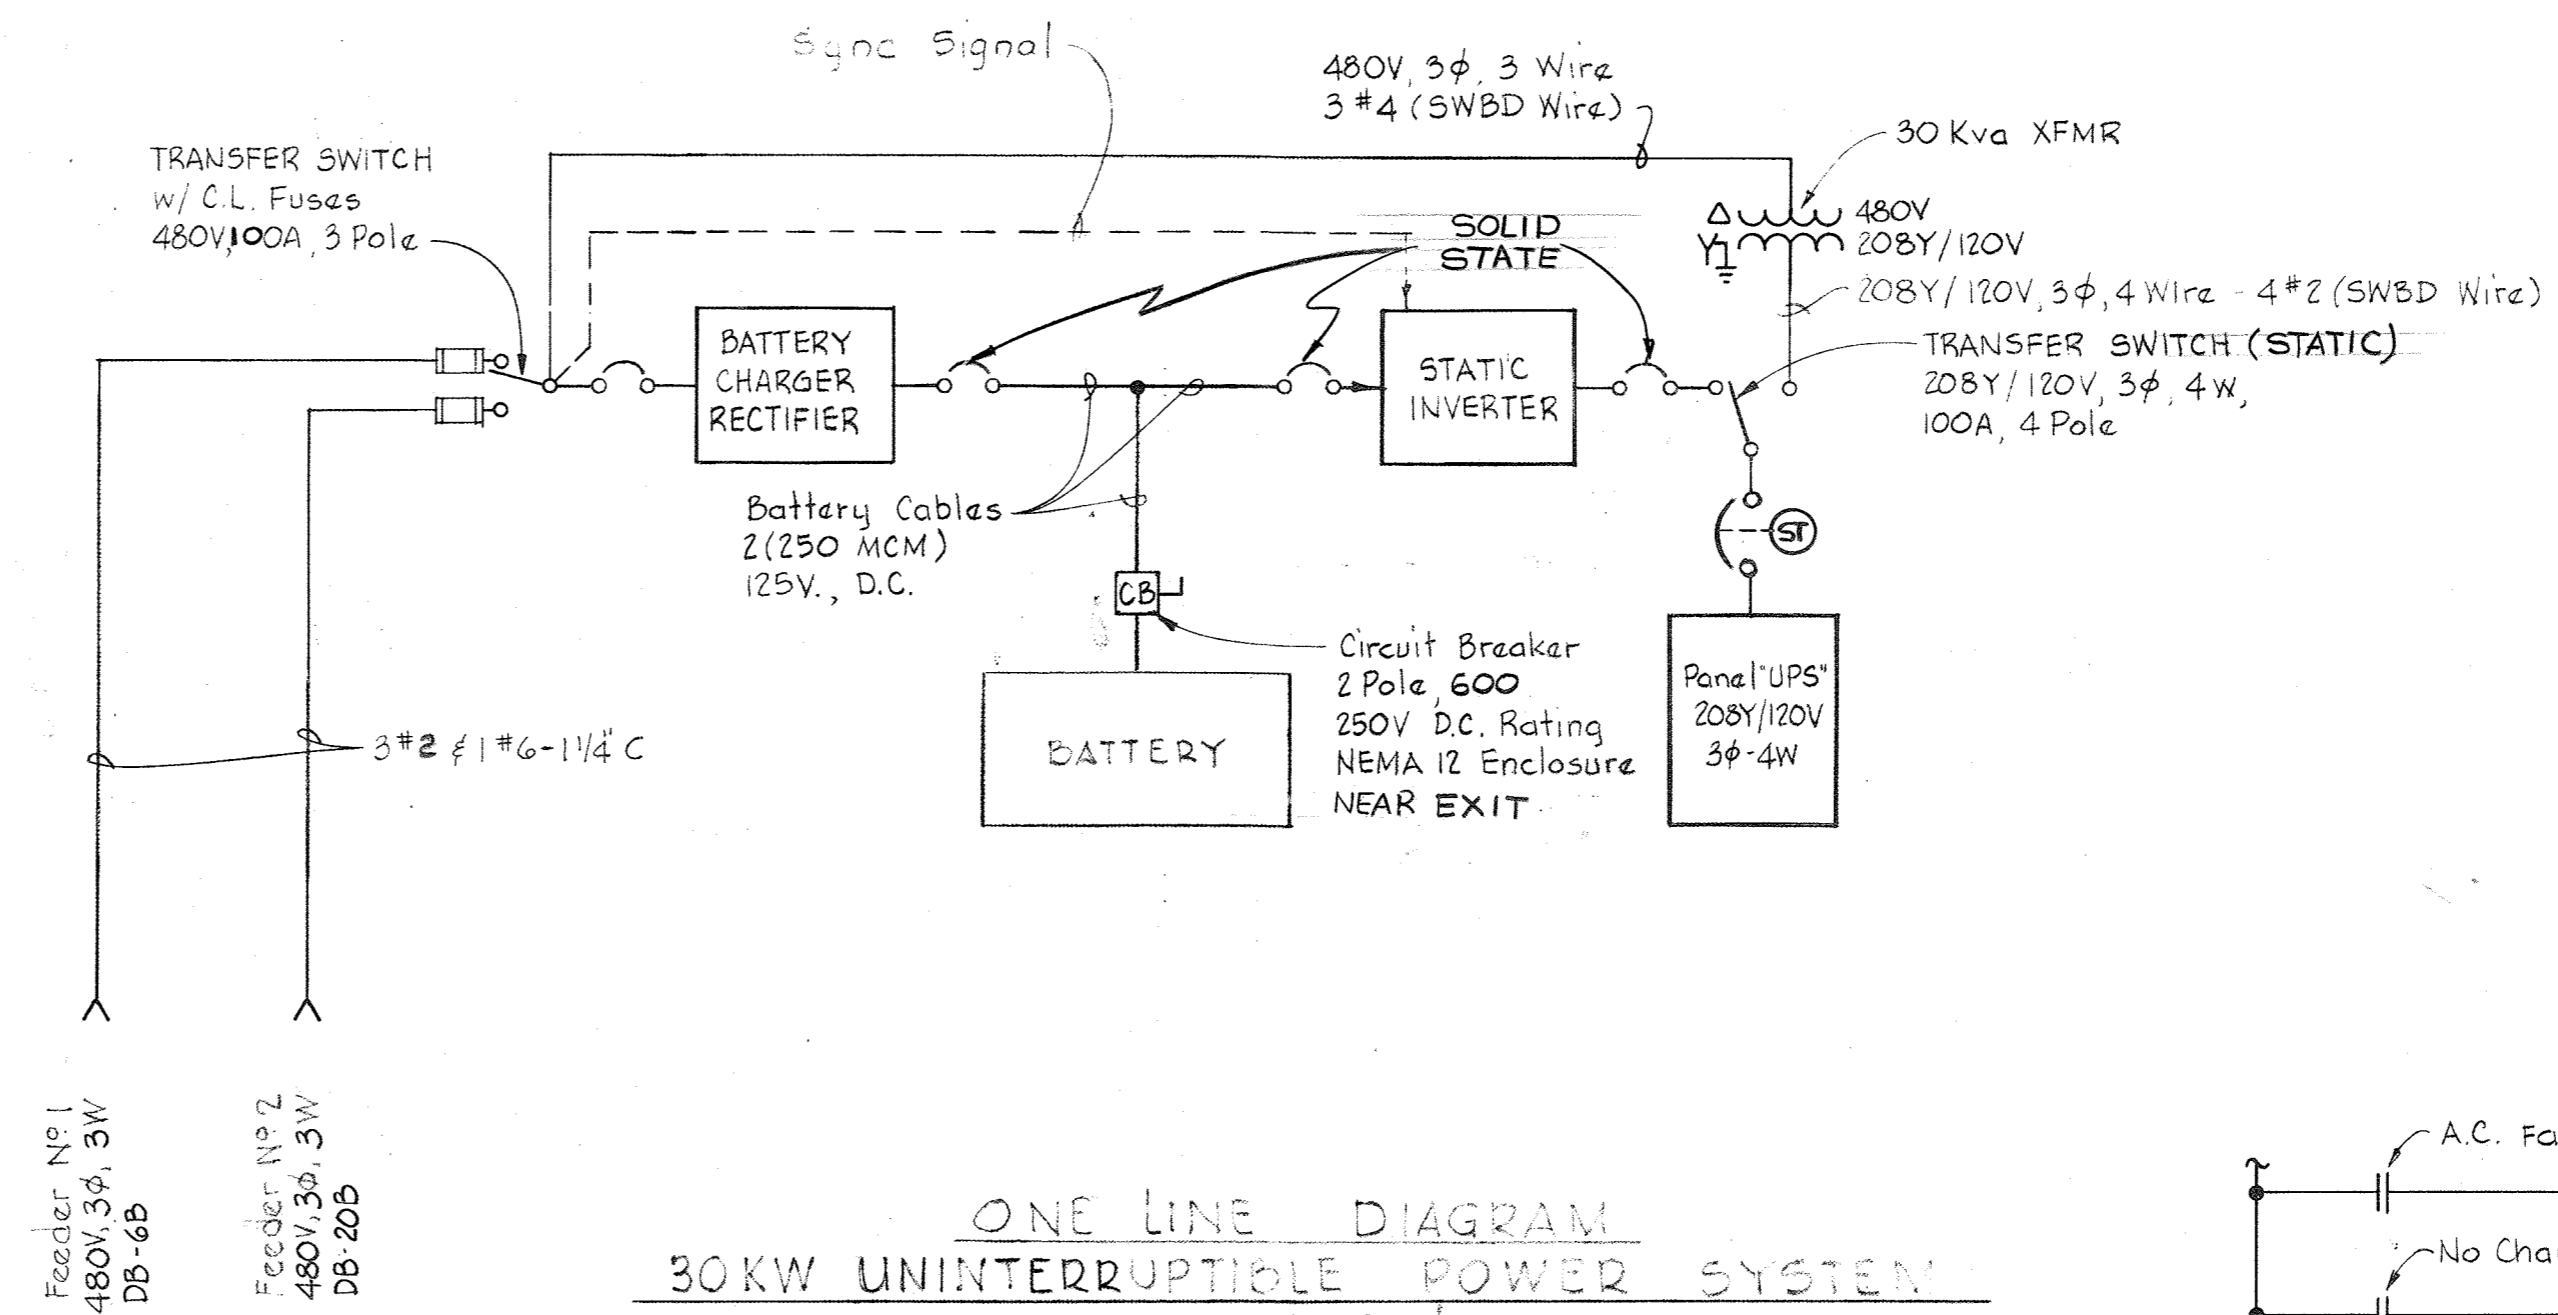 Sync Signal
480V, 3ϕ, 3 Wire
3 #4 (SWBD Wire)
30 Kva XFMR
TRANSFER SWITCH
w/ C.L. Fuses
480V, 100A, 3 Pole
SOLID
STATE
Δ 480V
Y 208Y/120V
208Y/120V, 3ϕ, 4 Wire - 4#2 (SWBD Wire)
TRANSFER SWITCH (STATIC)
208Y/120V, 3ϕ, 4W,
100A, 4 Pole
BATTERY
CHARGER
RECTIFIER
STATIC
INVERTER
Battery Cables
2(250 MCM)
125V., D.C.
ST
CB
Circuit Breaker
2 Pole, 600
250V D.C. Rating
NEMA 12 Enclosure
NEAR EXIT
BATTERY
Panel "UPS"
208Y/120V
3ϕ-4W
3#2 & 1#6-1 1/4" C
Feeder Nº 1
480V, 3ϕ, 3W
DB-6B
Feeder Nº 2
480V, 3ϕ, 3W
DB-20B
ONE LINE DIAGRAM
30KW UNINTERRUPTIBLE POWER SYSTEM
A.C. Fa
No Cha